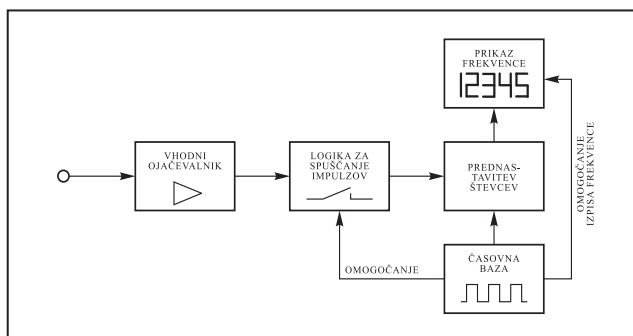 PRIKAZ
FREKVENCE
12345
VHODNI
OJAČEVALNIK
LOGIKA ZA
SPUŠČANJE
IMPULZOV
PREDNAS-
TAVITEV
ŠTEVCEV
OMOGOČANJE
IZPISA FREKVENCE
OMOGOČANJE
ČASOVNA
BAZA